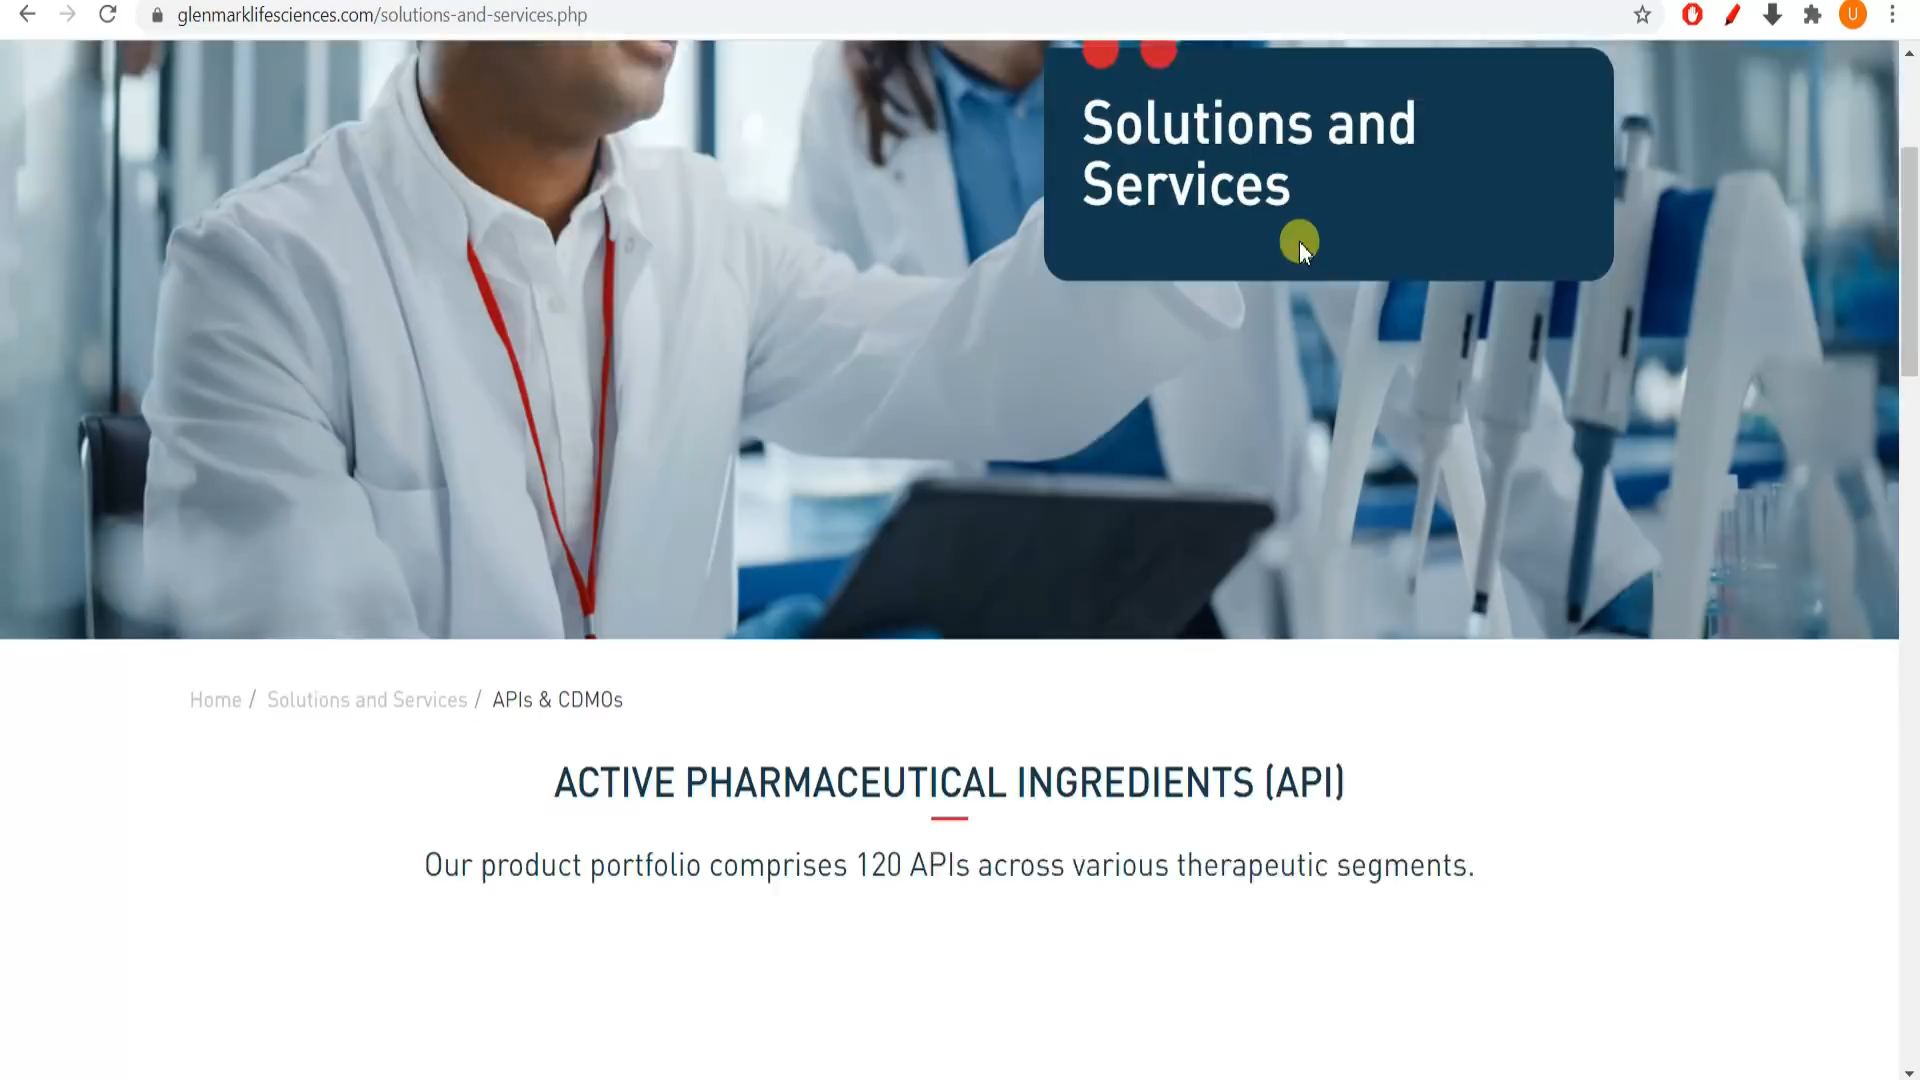 glenmarklifesciences.com/solutions-and-services.php
U
Solutions and
Services
Home / Solutions and Services / APIs & CDMOs
ACTIVE PHARMACEUTICAL INGREDIENTS (API)
Our product portfolio comprises 120 APIs across various therapeutic segments.